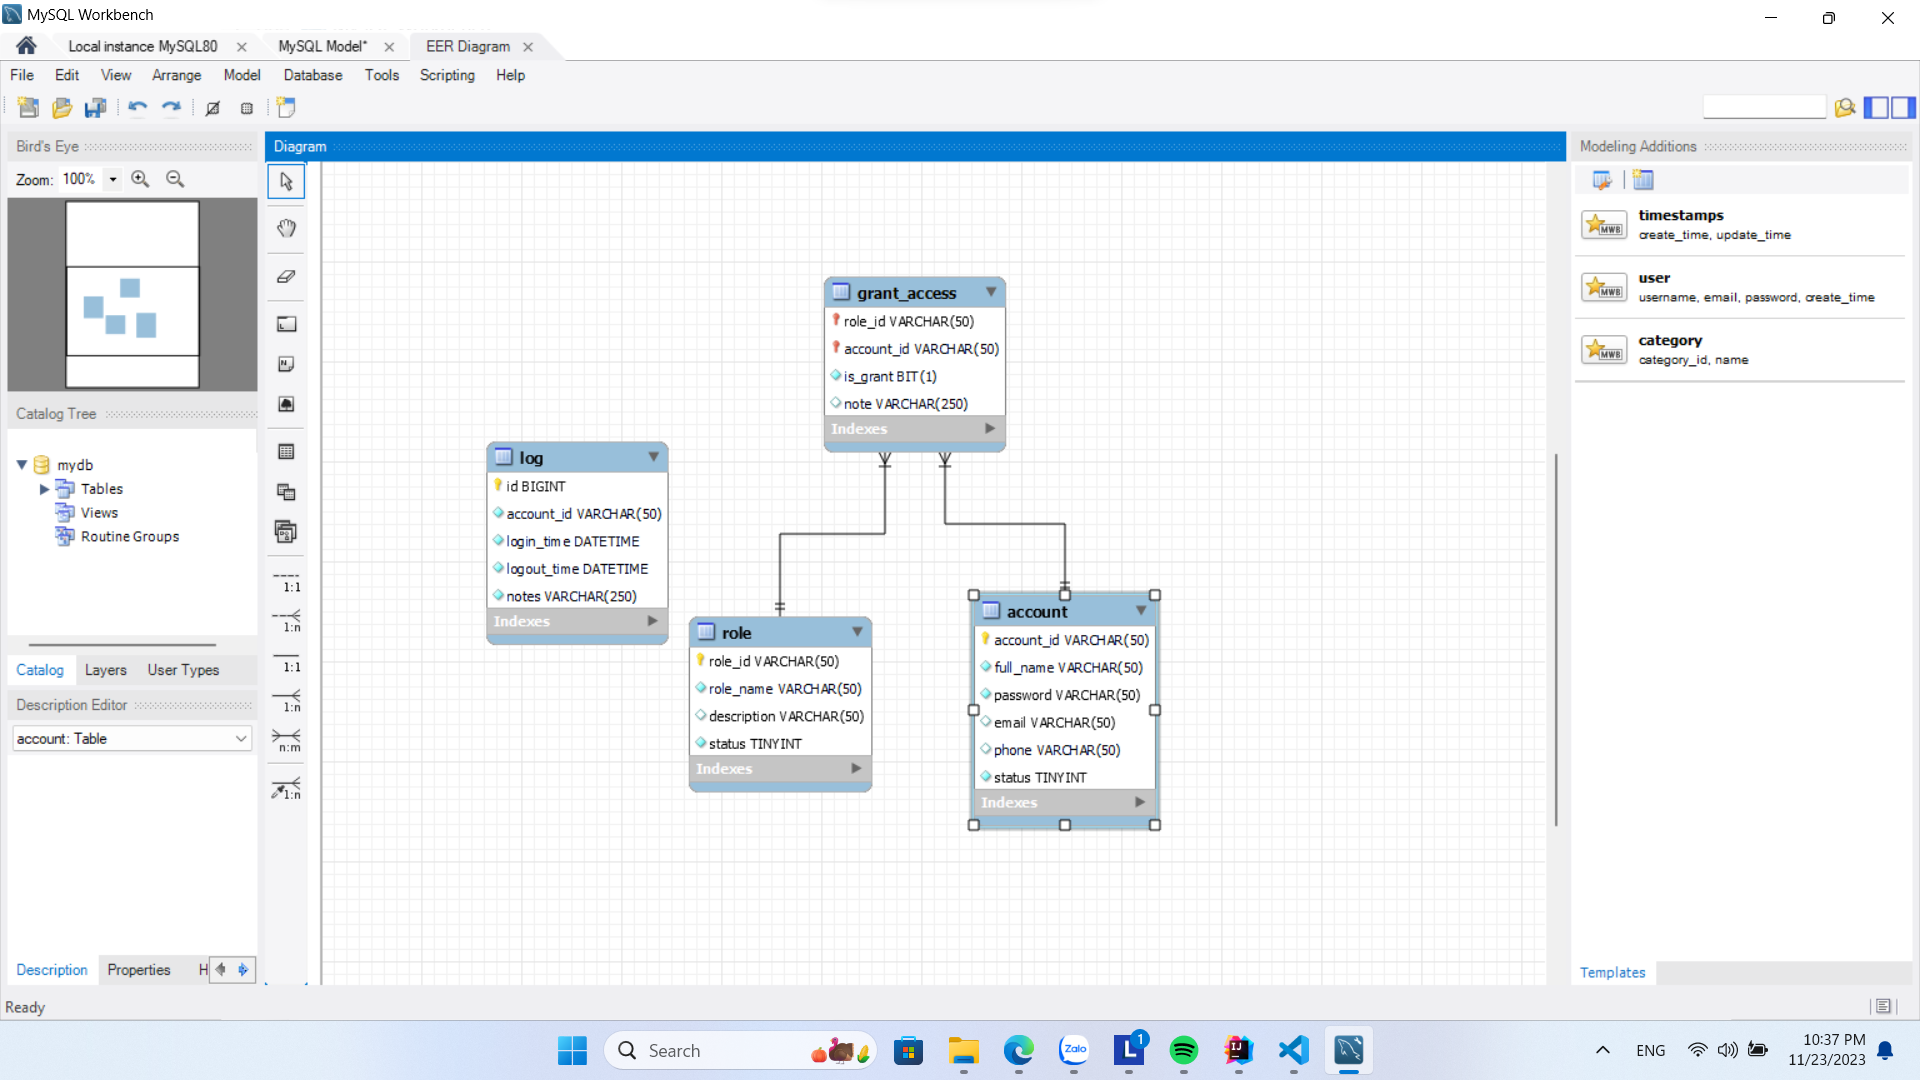 MySQL Workbench
Local instance MySQL80
MySQL Model*
EER Diagram
File Edit View Arrange Model Database Tools Scripting Help
Bird's Eye
Zoom: 100%
Catalog Tree
mydb
Tables
Views
Routine Groups
Catalog Layers User Types
Description Editor
account: Table
Description Properties H
Ready
Diagram
1:1
1:n
1:1
1:n
n:m
1:n
grant_access
role_id VARCHAR(50)
account_id VARCHAR(50)
is_grant BIT(1)
note VARCHAR(250)
Indexes
log
id BIGINT
account_id VARCHAR(50)
login_time DATETIME
logout_time DATETIME
notes VARCHAR(250)
Indexes
role
role_id VARCHAR(50)
role_name VARCHAR(50)
description VARCHAR(50)
status TINYINT
Indexes
account
account_id VARCHAR(50)
full_name VARCHAR(50)
password VARCHAR(50)
email VARCHAR(50)
phone VARCHAR(50)
status TINYINT
Indexes
Modeling Additions
MWB
timestamps
create_time, update_time
MWB
user
username, email, password, create_time
MWB
category
category_id, name
Templates
Search
Zalo
L
1
IJ
ENG
10:37 PM
11/23/2023